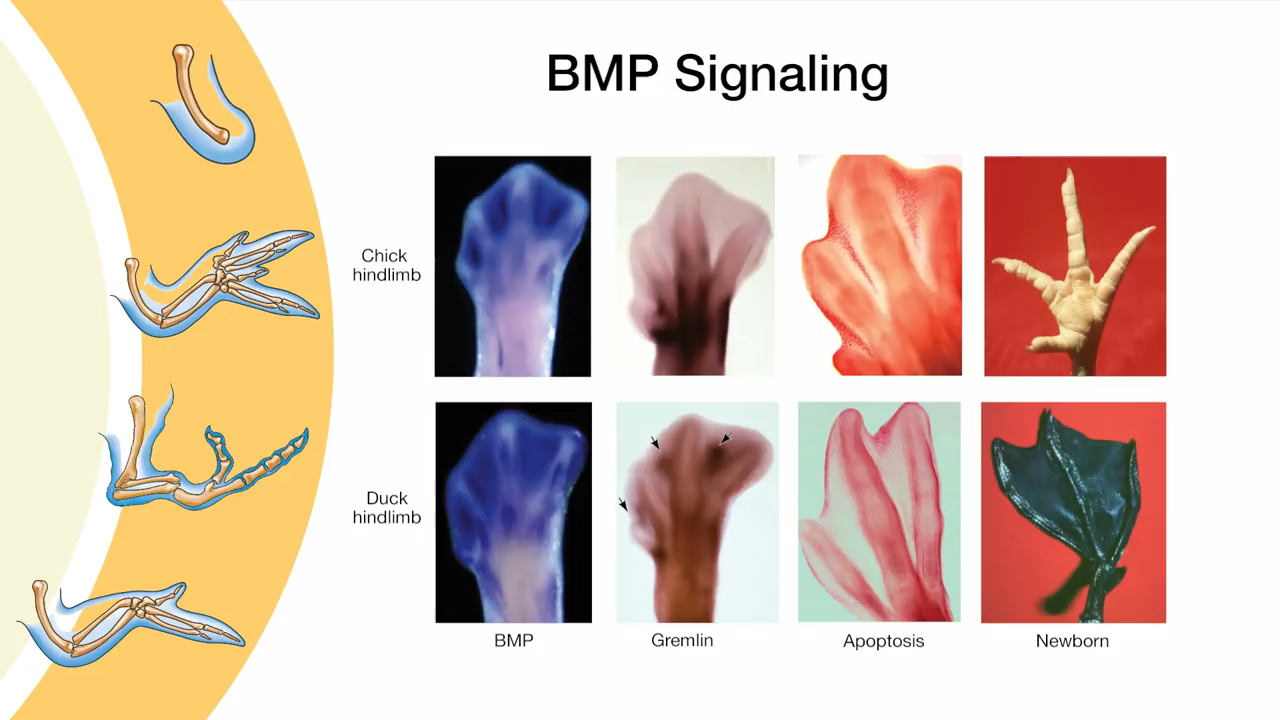 BMP Signaling
Chick
hindlimb
Duck
hindlimb
BMP
Gremlin
Apoptosis
Newborn